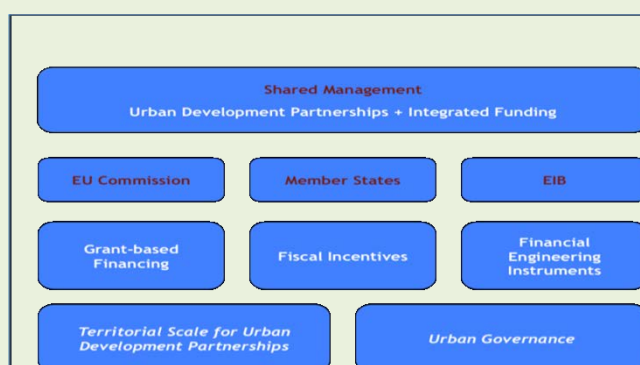 Shared Management
Urban Development Partnerships + Integrated Funding
EU Commission
Member States
EIB
Grant-based
Financing
Fiscal Incentives
Financial
Engineering
Instruments
Territorial Scale for Urban
Development Partnerships
Urban Governance